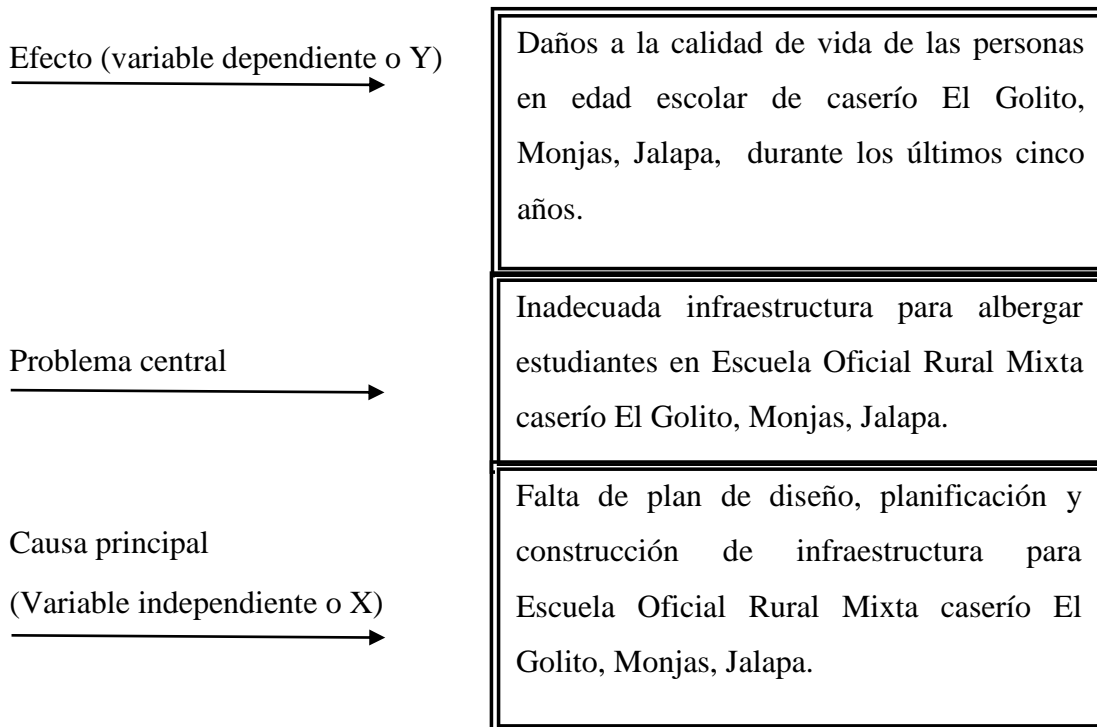 Efecto (variable dependiente o Y)
Daños a la calidad de vida de las personas
en edad escolar de caserío El Golito,
Monjas, Jalapa, durante los últimos cinco
años.
Problema central
Inadecuada infraestructura para albergar
estudiantes en Escuela Oficial Rural Mixta
caserío El Golito, Monjas, Jalapa.
Causa principal
(Variable independiente o X)
Falta de plan de diseño, planificación y
construcción de infraestructura para
Escuela Oficial Rural Mixta caserío El
Golito, Monjas, Jalapa.